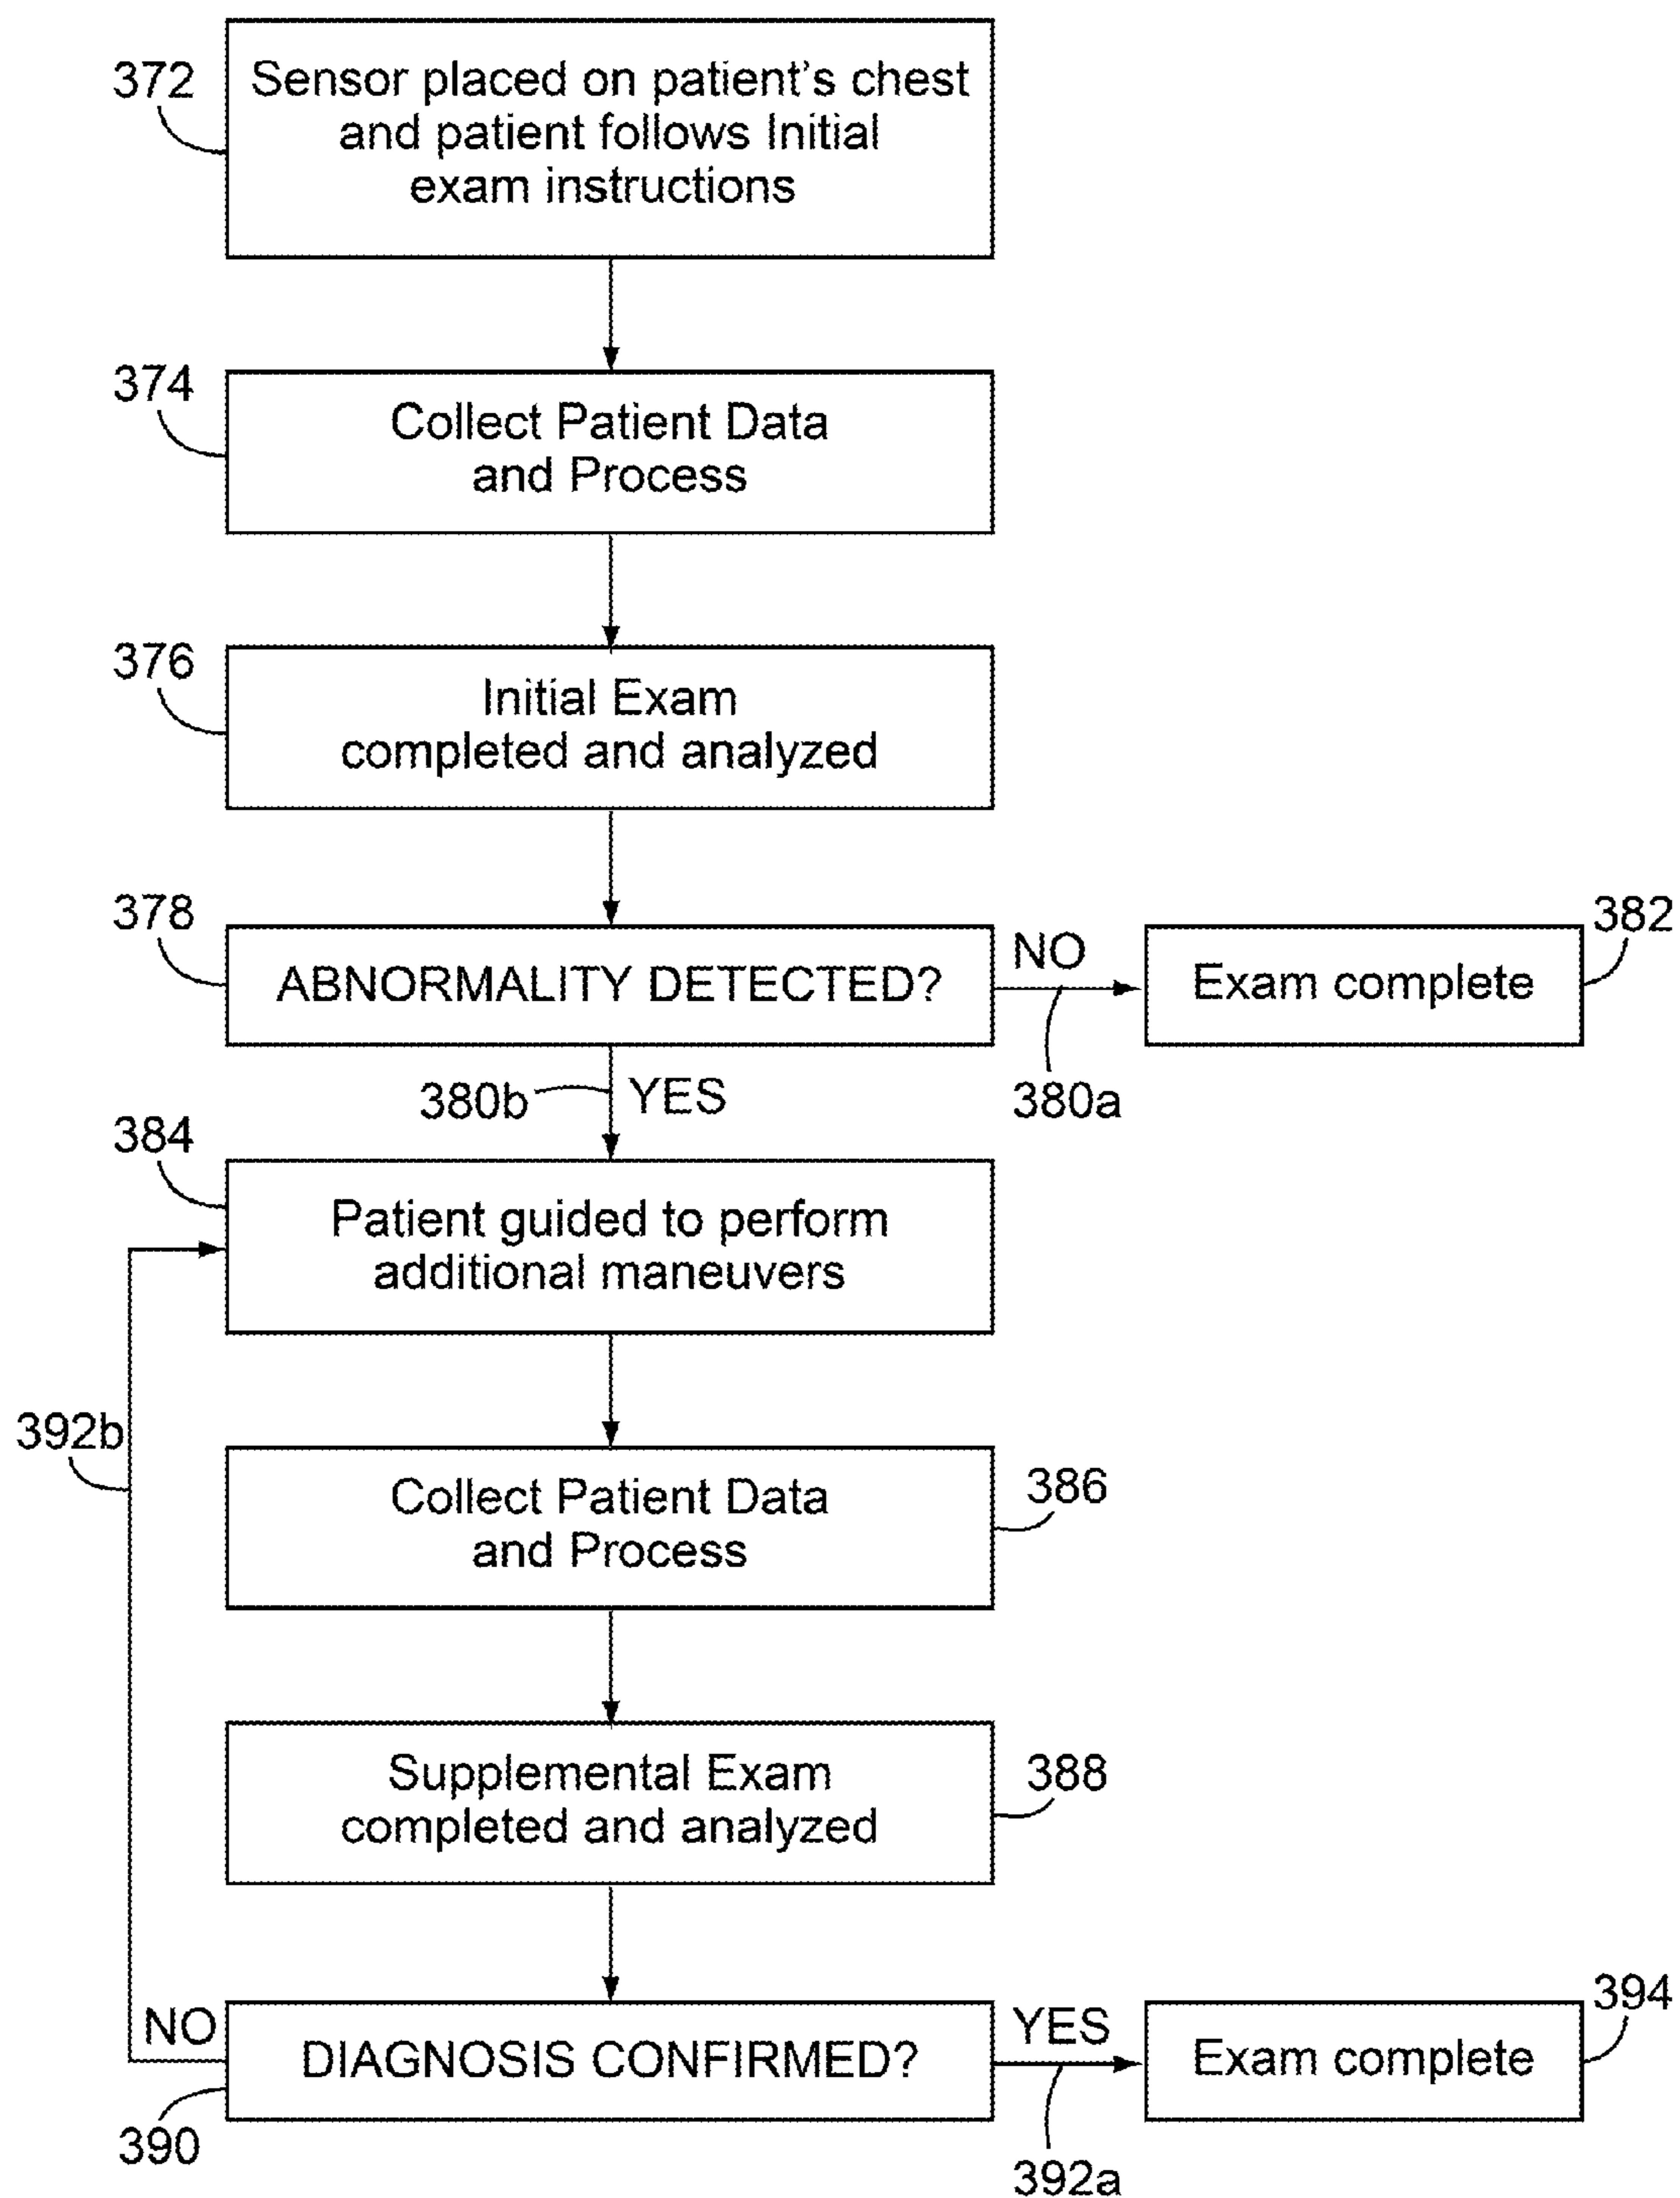 372
Sensor placed on patient's chest
and patient follows Initial
exam instructions
374
Collect Patient Data
and Process
376
Initial Exam
completed and analyzed
378
ABNORMALITY DETECTED?
NO
380a
Exam complete
382
380b
YES
384
Patient guided to perform
additional maneuvers
392b
Collect Patient Data
and Process
386
Supplemental Exam
completed and analyzed
388
NO
DIAGNOSIS CONFIRMED?
390
YES
392a
Exam complete
394